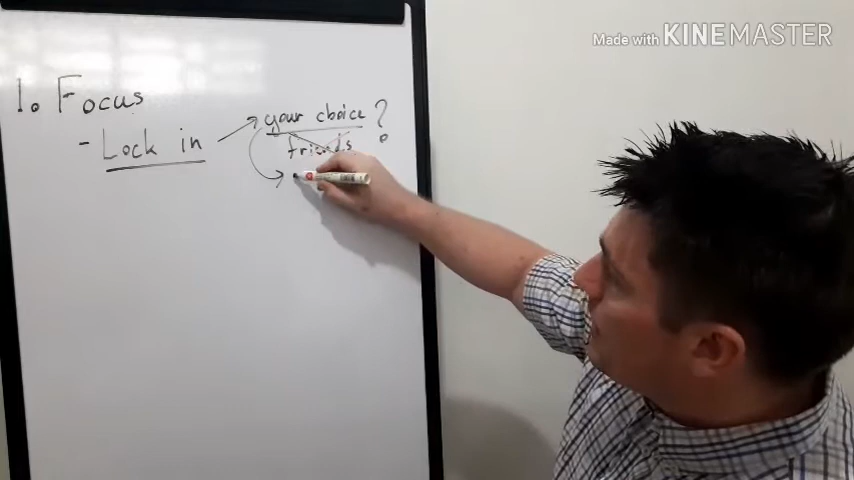 Made with KINEMASTER
1. Focus
- Lock in
your choice?
friends